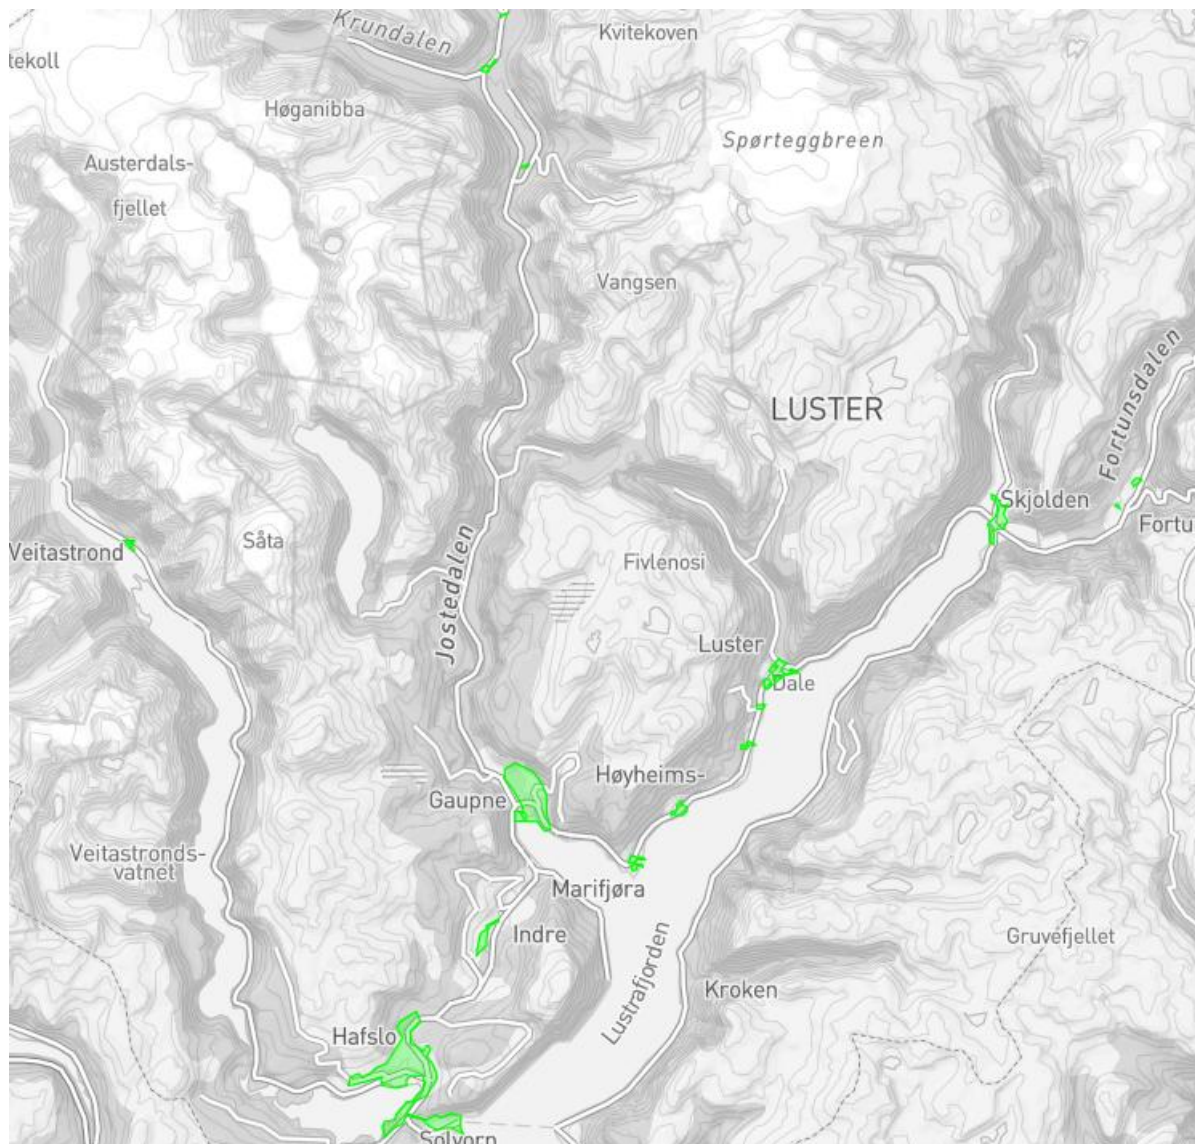 Krundalen
Kvitekoven
tekoll
Høganibba
Spørteggbreen
Austerdals-
fjellet
Vangsen
LUSTER
Fortunsdalen
Skjolden
Fortu
Veitastrond
Såta
Jostedalen
Fivlenosi
Luster
Dale
Høyheims-
Gaupne
Veitastronds-
vatnet
Marifjøra
Indre
Gruvefjellet
Kroken
Lustrafjorden
Hafslo
Solvorn